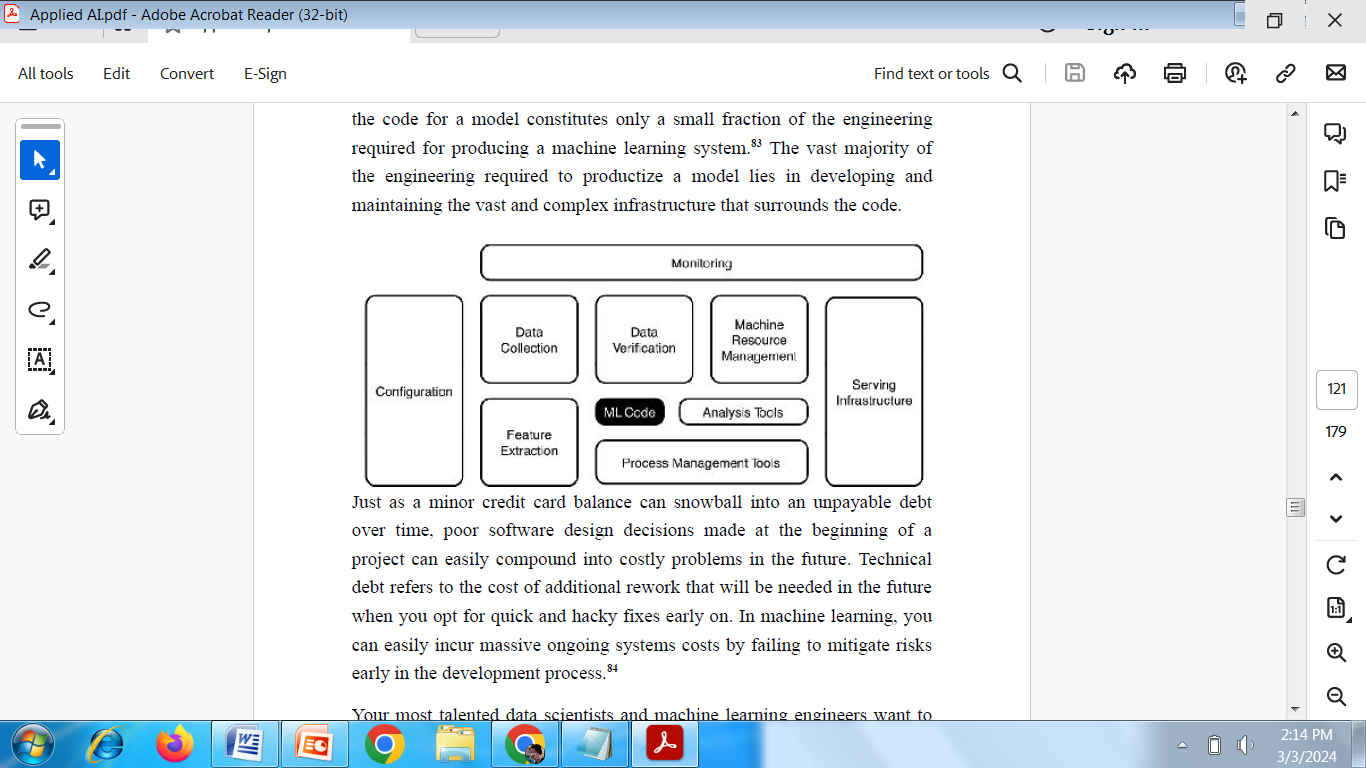 Applied AI.pdf - Adobe Acrobat Reader (32-bit)
All tools
Edit
Convert
E-Sign
Find text or tools
the code for a model constitutes only a small fraction of the engineering
required for producing a machine learning system.83 The vast majority of
the engineering required to productize a model lies in developing and
maintaining the vast and complex infrastructure that surrounds the code.
Monitoring
Configuration
Data
Collection
Data
Verification
Machine
Resource
Management
Serving
Infrastructure
ML Code
Analysis Tools
Feature
Extraction
Process Management Tools
Just as a minor credit card balance can snowball into an unpayable debt
over time, poor software design decisions made at the beginning of a
project can easily compound into costly problems in the future. Technical
debt refers to the cost of additional rework that will be needed in the future
when you opt for quick and hacky fixes early on. In machine learning, you
can easily incur massive ongoing systems costs by failing to mitigate risks
early in the development process.84
Your most talented data scientists and machine learning engineers want to
121
179
1:1
2:14 PM
3/3/2024